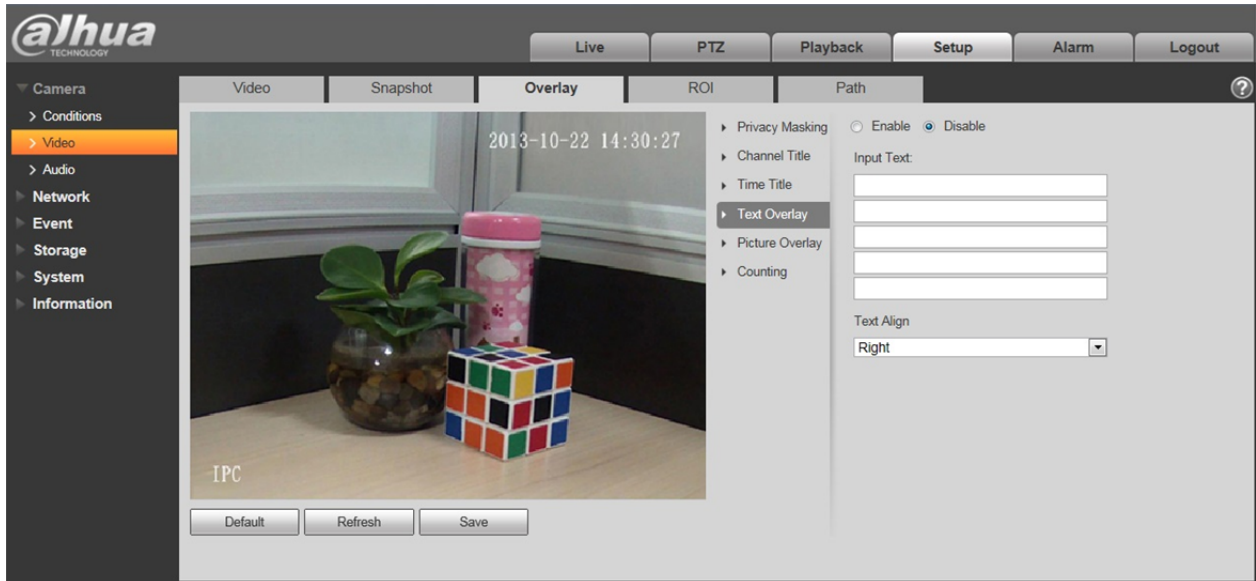 alhua
TECHNOLOGY
Live
PTZ
Playback
Setup
Alarm
Logout
Camera
Conditions
Video
Audio
Network
Event
Storage
System
Information
Video
Snapshot
Overlay
ROI
Path
?
2013-10-22 14:30:27
IPC
Privacy Masking
Channel Title
Time Title
Text Overlay
Picture Overlay
Counting
Enable
Disable
Input Text:
Text Align
Right
Default
Refresh
Save